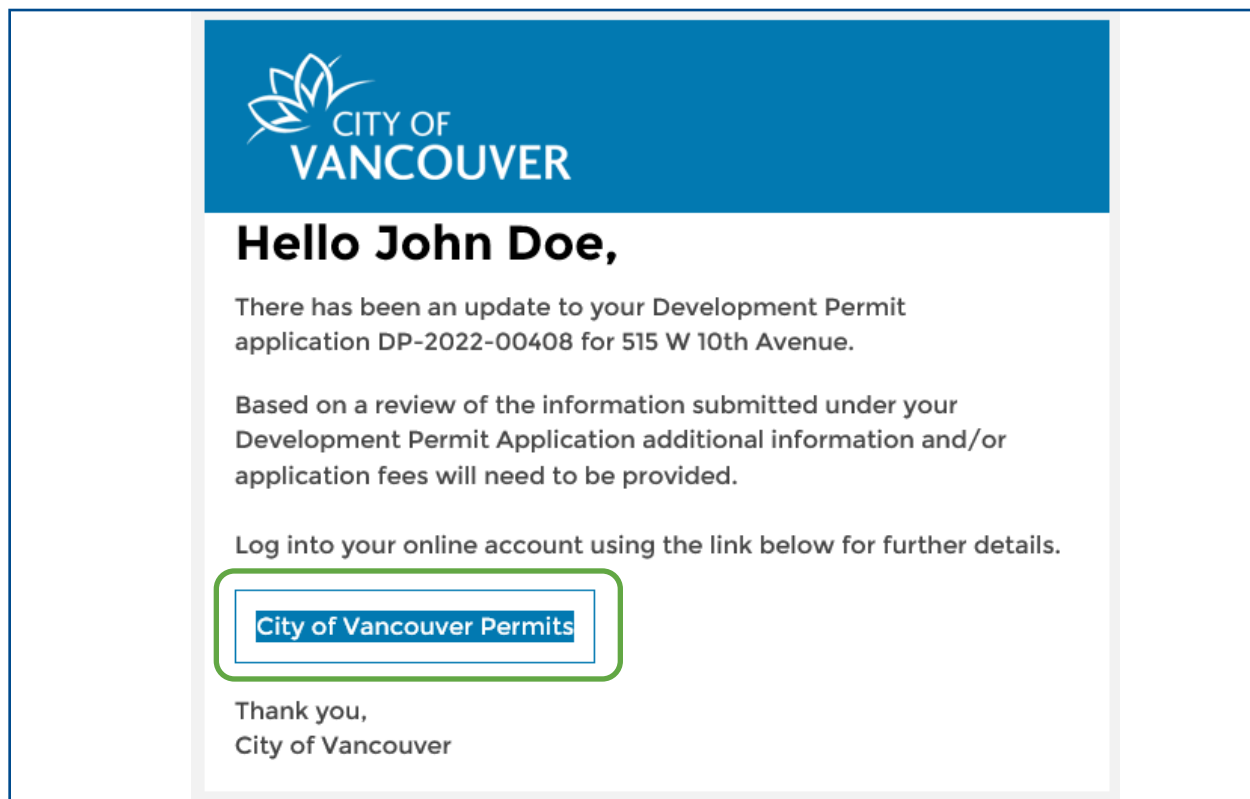 CITY OF
VANCOUVER
Hello John Doe,
There has been an update to your Development Permit
application DP-2022-00408 for 515 W 10th Avenue.
Based on a review of the information submitted under your
Development Permit Application additional information and/or
application fees will need to be provided.
Log into your online account using the link below for further details.
City of Vancouver Permits
Thank you,
City of Vancouver